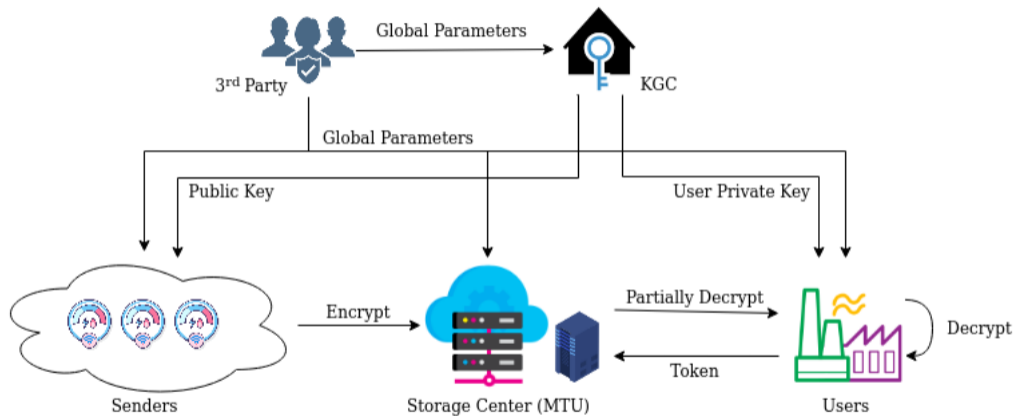 Global Parameters
3rd Party
KGC
Global Parameters
Public Key
User Private Key
Encrypt
Partially Decrypt
Decrypt
Token
Senders
Storage Center (MTU)
Users